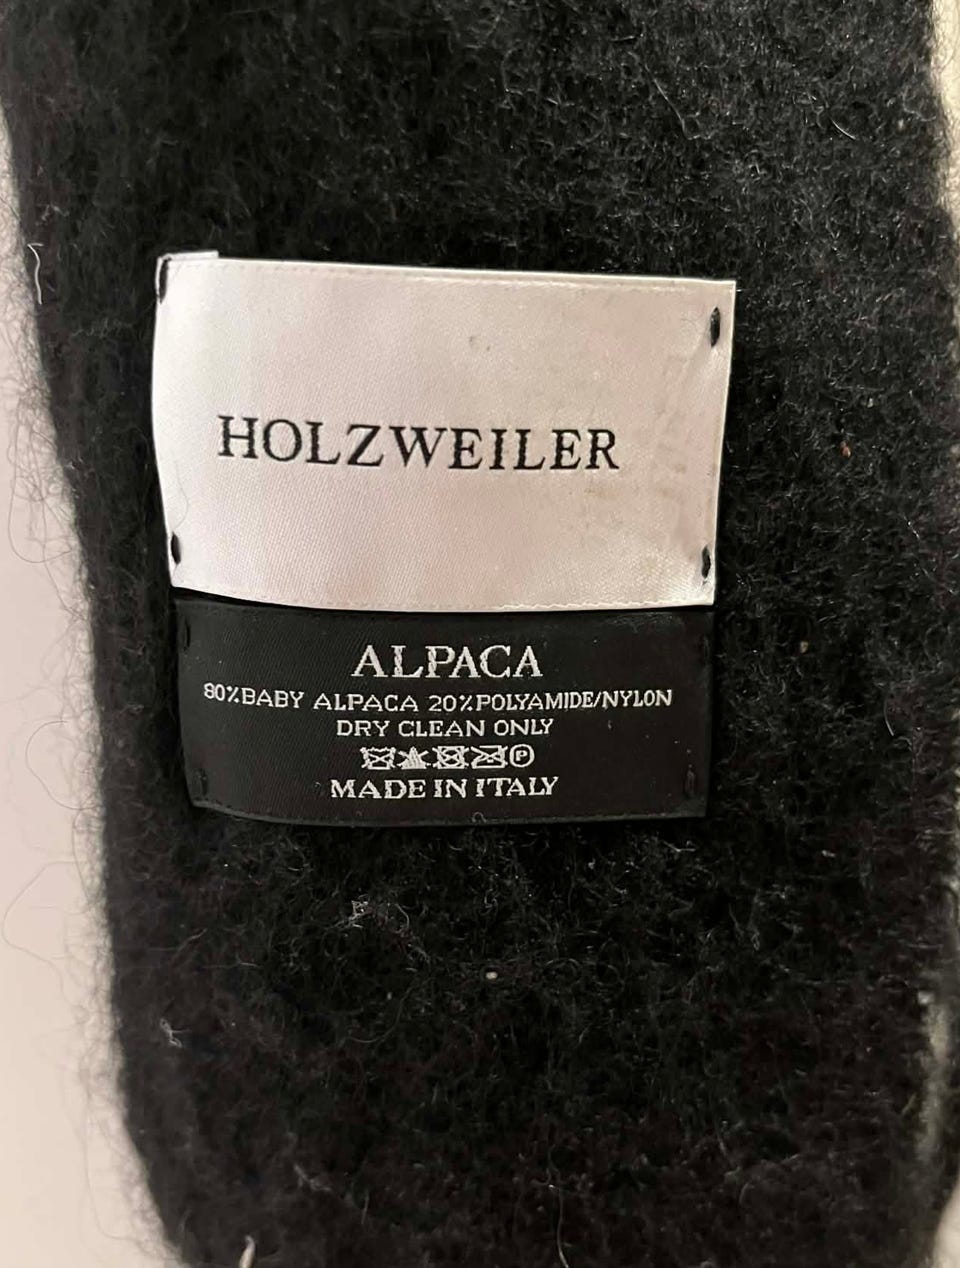 HOLZWEILER
ALPACA
80%BABY ALPACA 20%POLYAMIDE/NYLON
DRY CLEAN ONLY
P
MADE IN ITALY